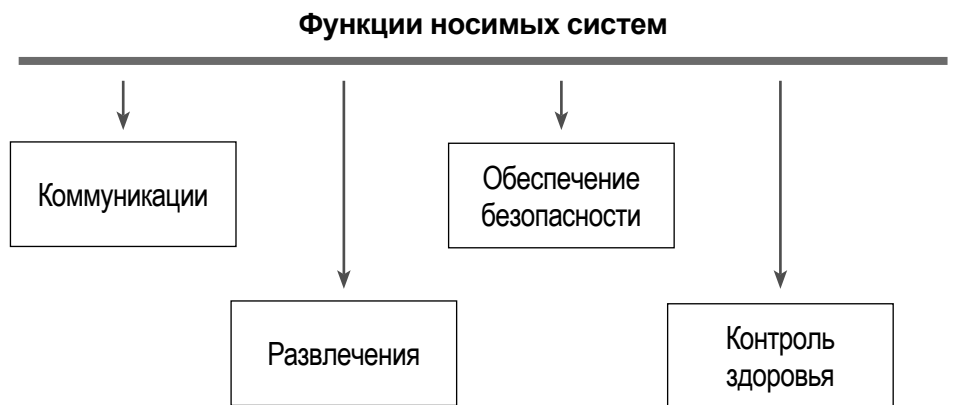 Функции носимых систем
Коммуникации
Обеспечение
безопасности
Развлечения
Контроль
здоровья